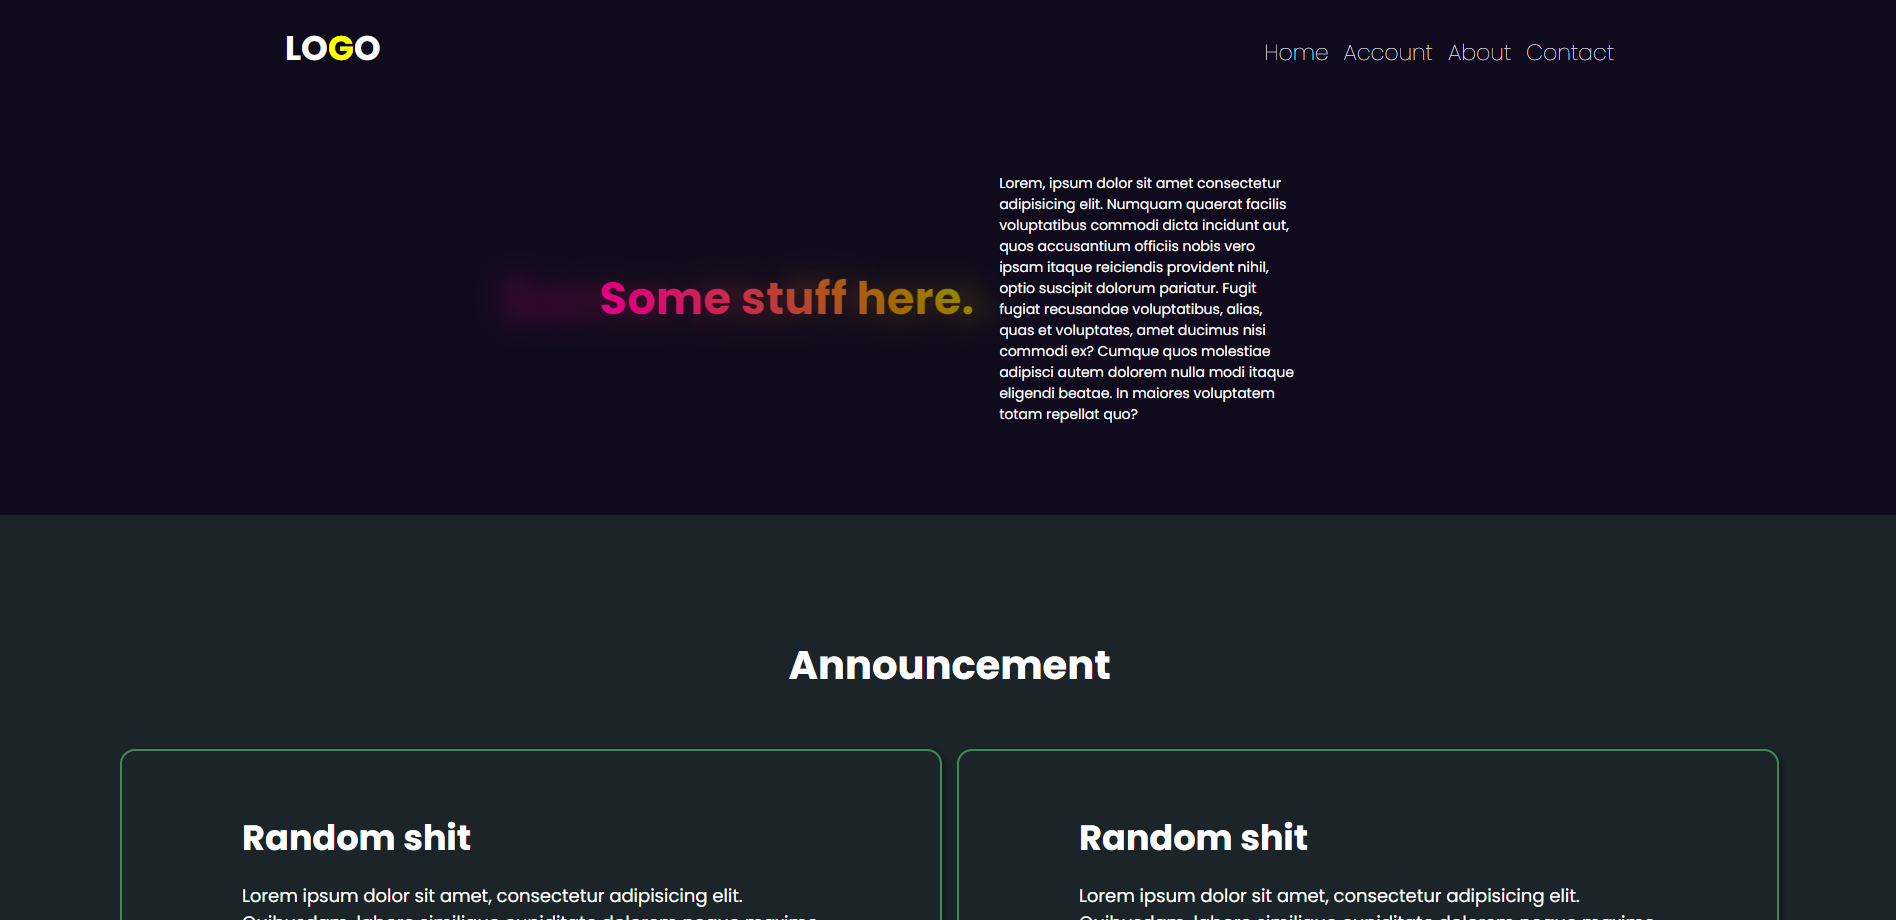 LOGO
Home Account About Contact
Some stuff here.
Lorem, ipsum dolor sit amet consectetur
adipisicing elit. Numquam quaerat facilis
voluptatibus commodi dicta incidunt aut,
quos accusantium officiis nobis vero
ipsam itaque reiciendis provident nihil,
optio suscipit dolorum pariatur. Fugit
fugiat recusandae voluptatibus, alias,
quas et voluptates, amet ducimus nisi
commodi ex? Cumque quos molestiae
adipisci autem dolorem nulla modi itaque
eligendi beatae. In maiores voluptatem
totam repellat quo?
Announcement
Random shit
Lorem ipsum dolor sit amet, consectetur adipisicing elit.
Random shit
Lorem ipsum dolor sit amet, consectetur adipisicing elit.